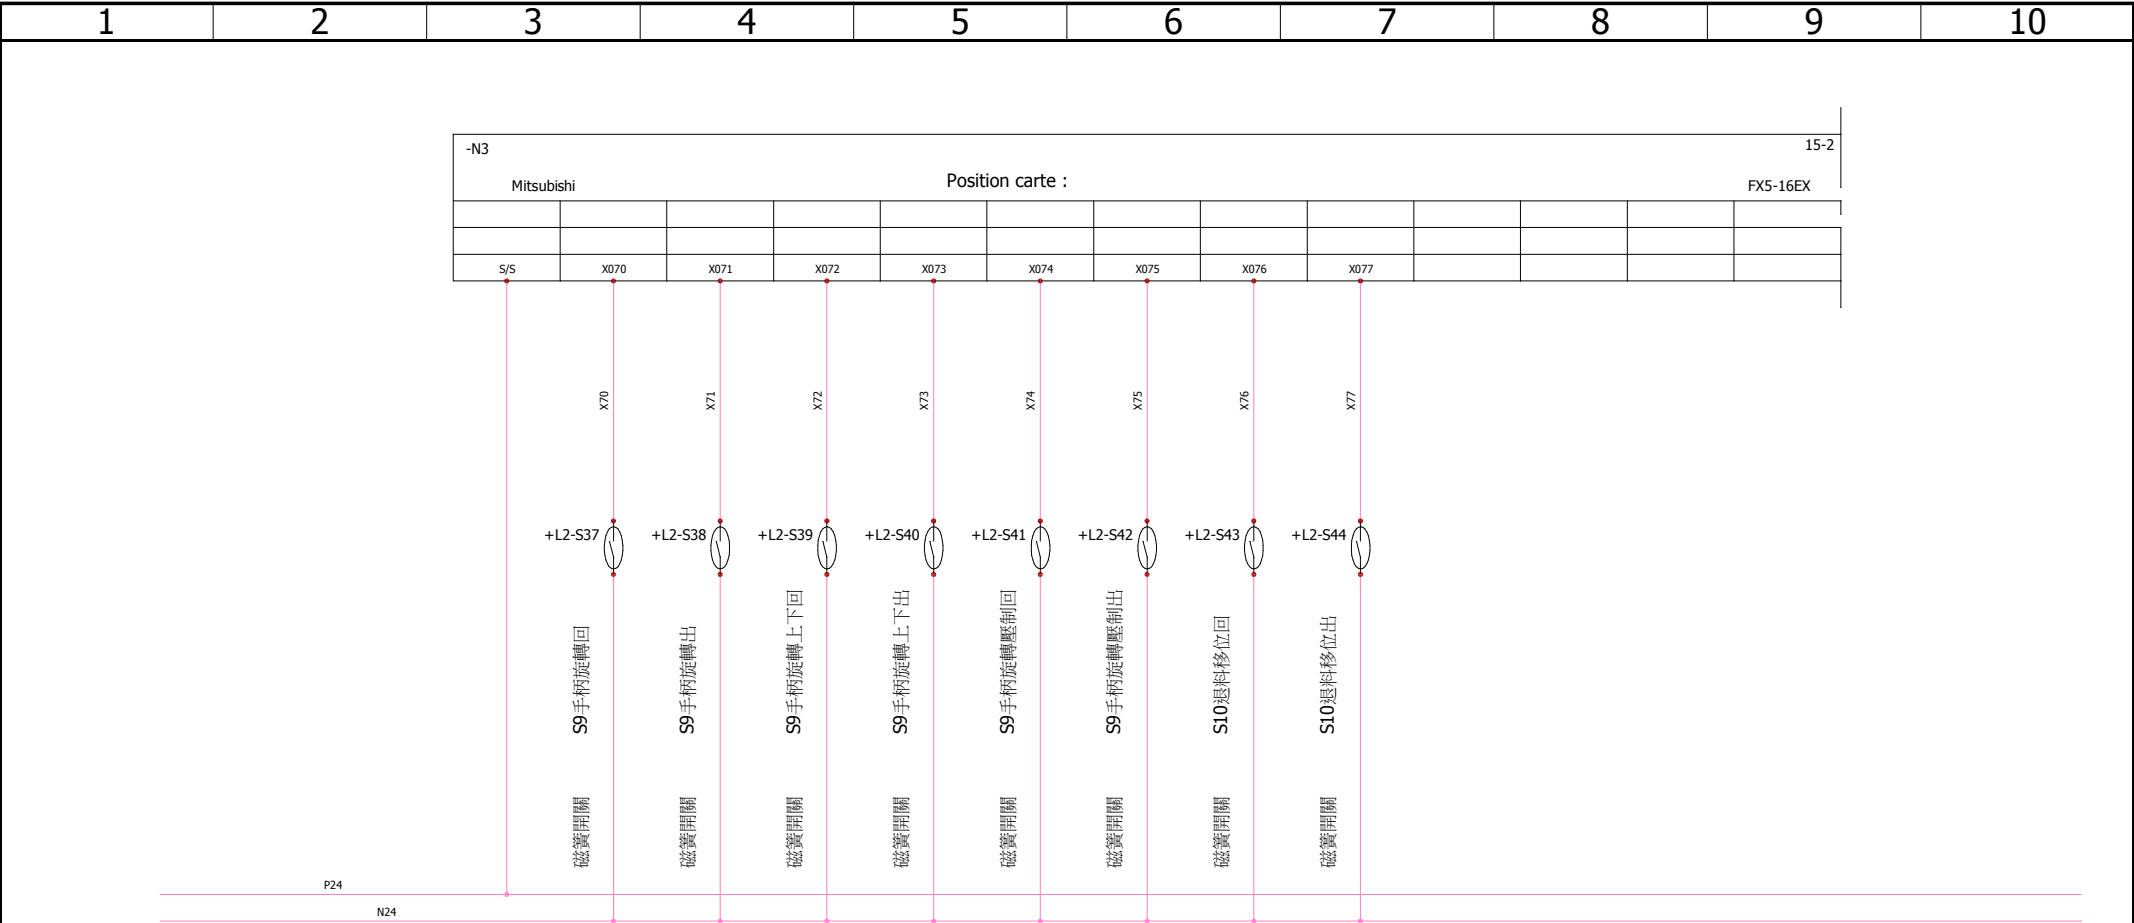 1 2 3 4 5 6 7 8 9 10
-N3 15-2
Mitsubishi Position carte : FX5-16EX
S/S X070 X071 X072 X073 X074 X075 X076 X077
X70 X71 X72 X73 X74 X75 X76 X77
+L2-S37 +L2-S38 +L2-S39 +L2-S40 +L2-S41 +L2-S42 +L2-S43 +L2-S44
S9手柄旋轉回
S9手柄旋轉出
S9手柄旋轉上下回
S9手柄旋轉上下出
S9手柄旋轉壓制回
S9手柄旋轉壓制出
S10退料移位回
S10退料移位出
磁簧開關
磁簧開關
磁簧開關
磁簧開關
磁簧開關
磁簧開關
磁簧開關
磁簧開關
P24
N24